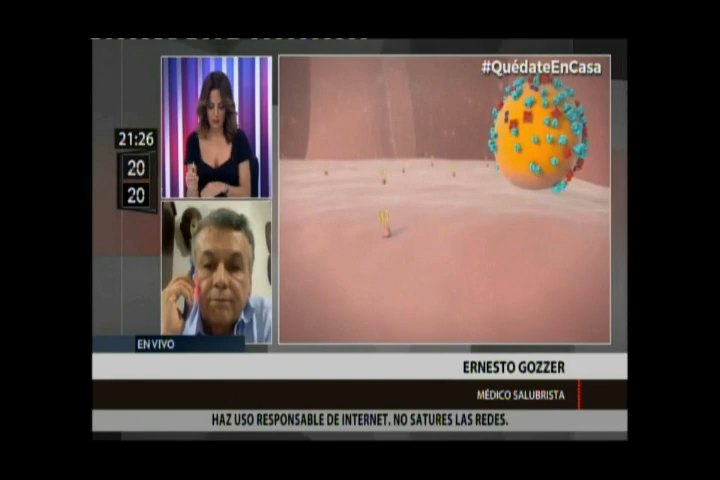 #QuédateEnCasa
21:26
20
20
EN VIVO
ERNESTO GOZZER
MÉDICO SALUBRISTA
HAZ USO RESPONSABLE DE INTERNET. NO SATURES LAS REDES.